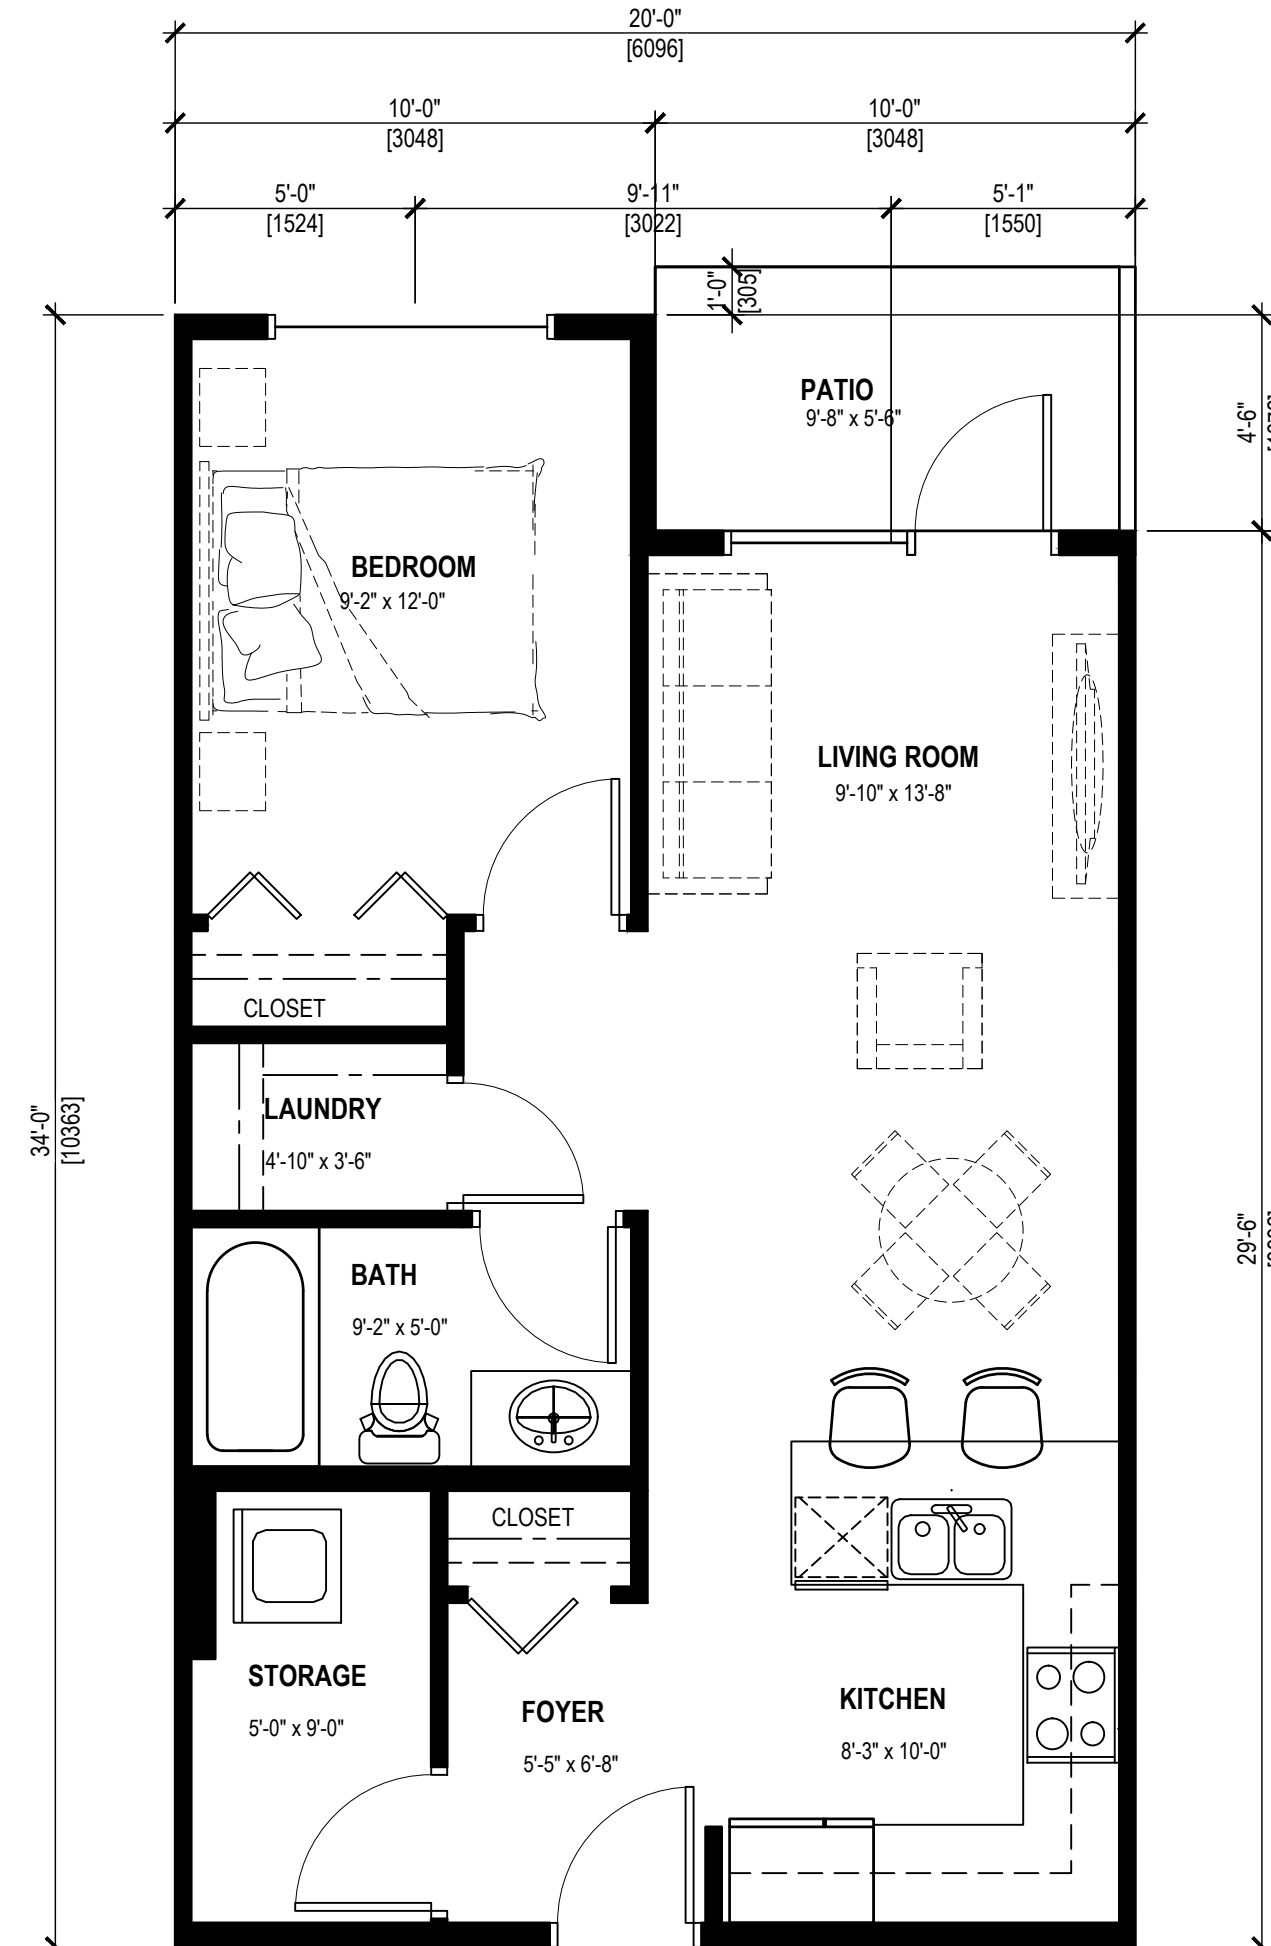 20'-0"
[6096]
10'-0"
[3048]
10'-0"
[3048]
5'-0"
[1524]
9'-11"
[3022]
5'-1"
[1550]
1'-0"
[305]
PATIO
9'-8" x 5'-6"
4'-6"
BEDROOM
9'-2" x 12'-0"
LIVING ROOM
9'-10" x 13'-8"
CLOSET
34'-0"
[10363]
LAUNDRY
4'-10" x 3'-6"
29'-6"
BATH
9'-2" x 5'-0"
CLOSET
STORAGE
5'-0" x 9'-0"
FOYER
5'-5" x 6'-8"
KITCHEN
8'-3" x 10'-0"